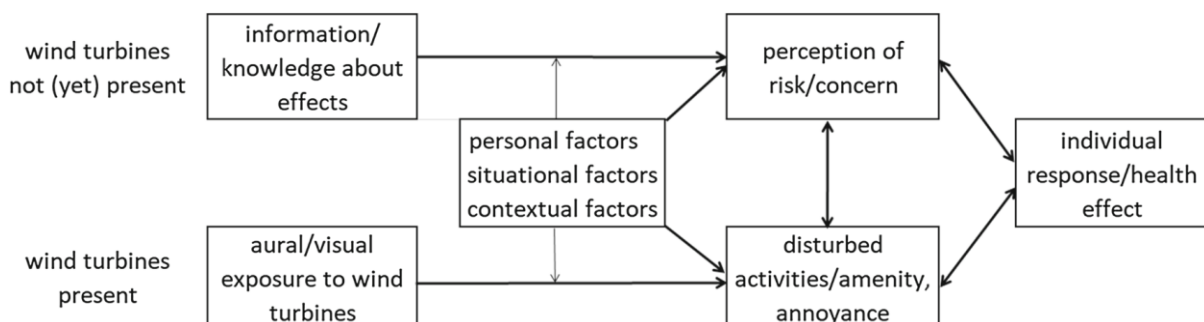 wind turbines
not (yet) present
information/
knowledge about
effects
perception of
risk/concern
personal factors
situational factors
contextual factors
individual
response/health
effect
wind turbines
present
aural/visual
exposure to wind
turbines
disturbed
activities/amenity,
annoyance